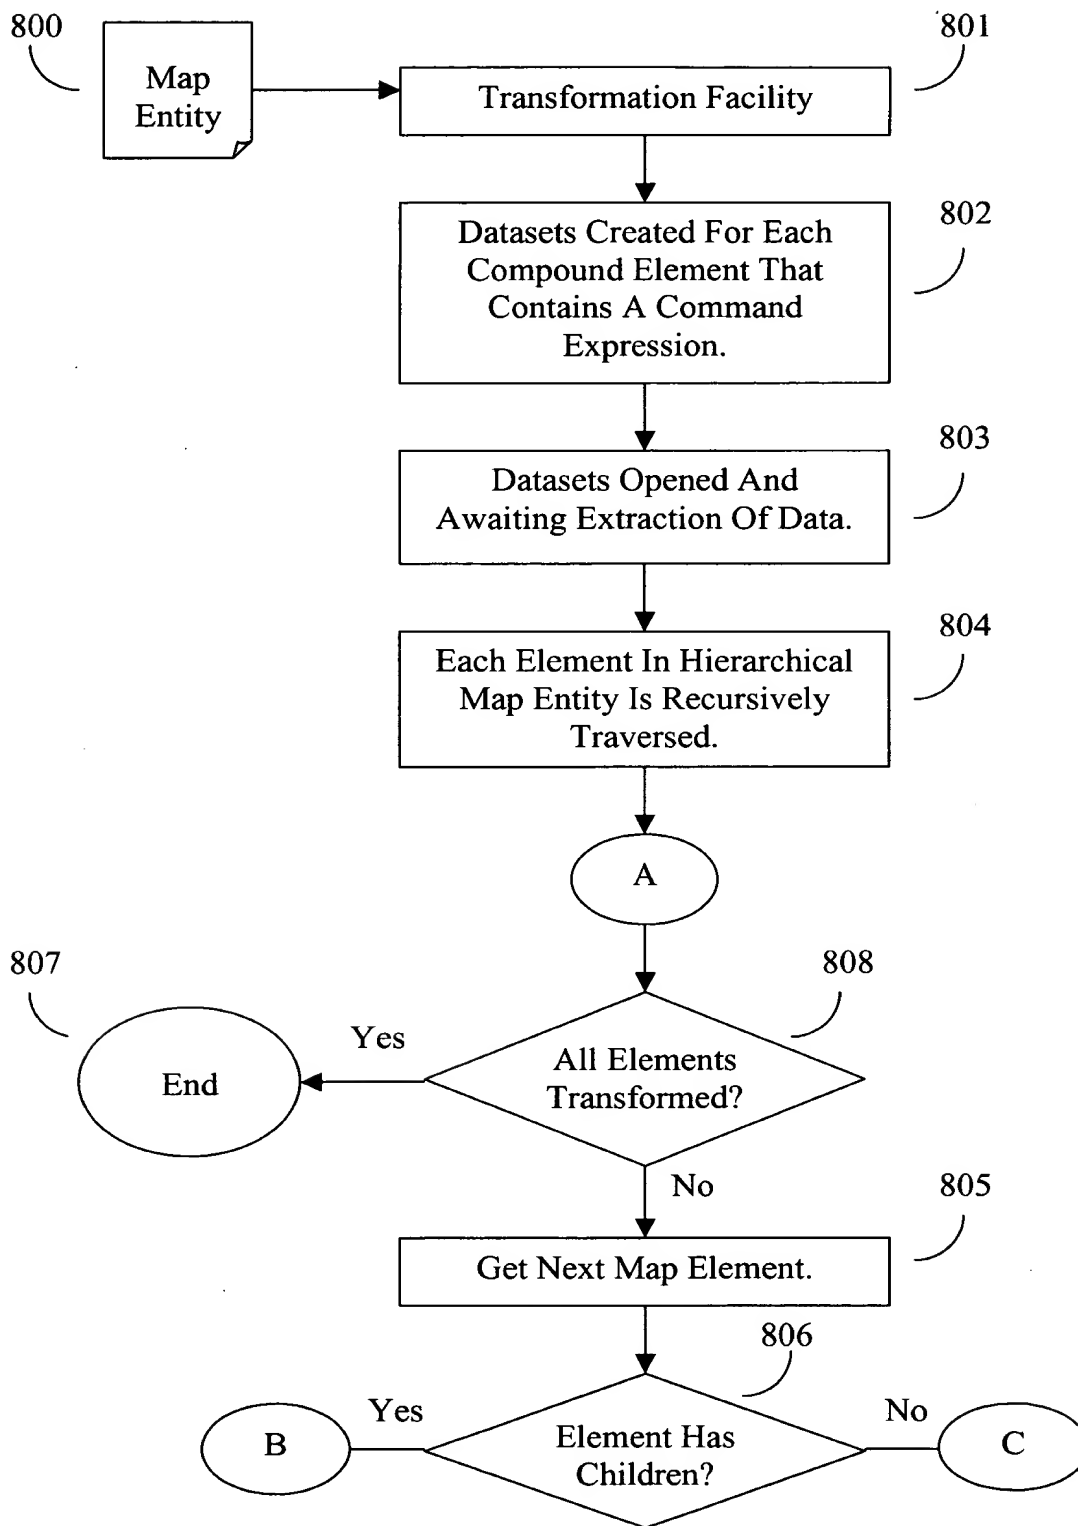 800
801
Map
Entity
Transformation Facility
802
Datasets Created For Each
Compound Element That
Contains A Command
Expression.
803
Datasets Opened And
Awaiting Extraction Of Data.
804
Each Element In Hierarchical
Map Entity Is Recursively
Traversed.
A
807
808
Yes
End
All Elements
Transformed?
No
805
Get Next Map Element.
806
Yes
No
B
Element Has
Children?
C